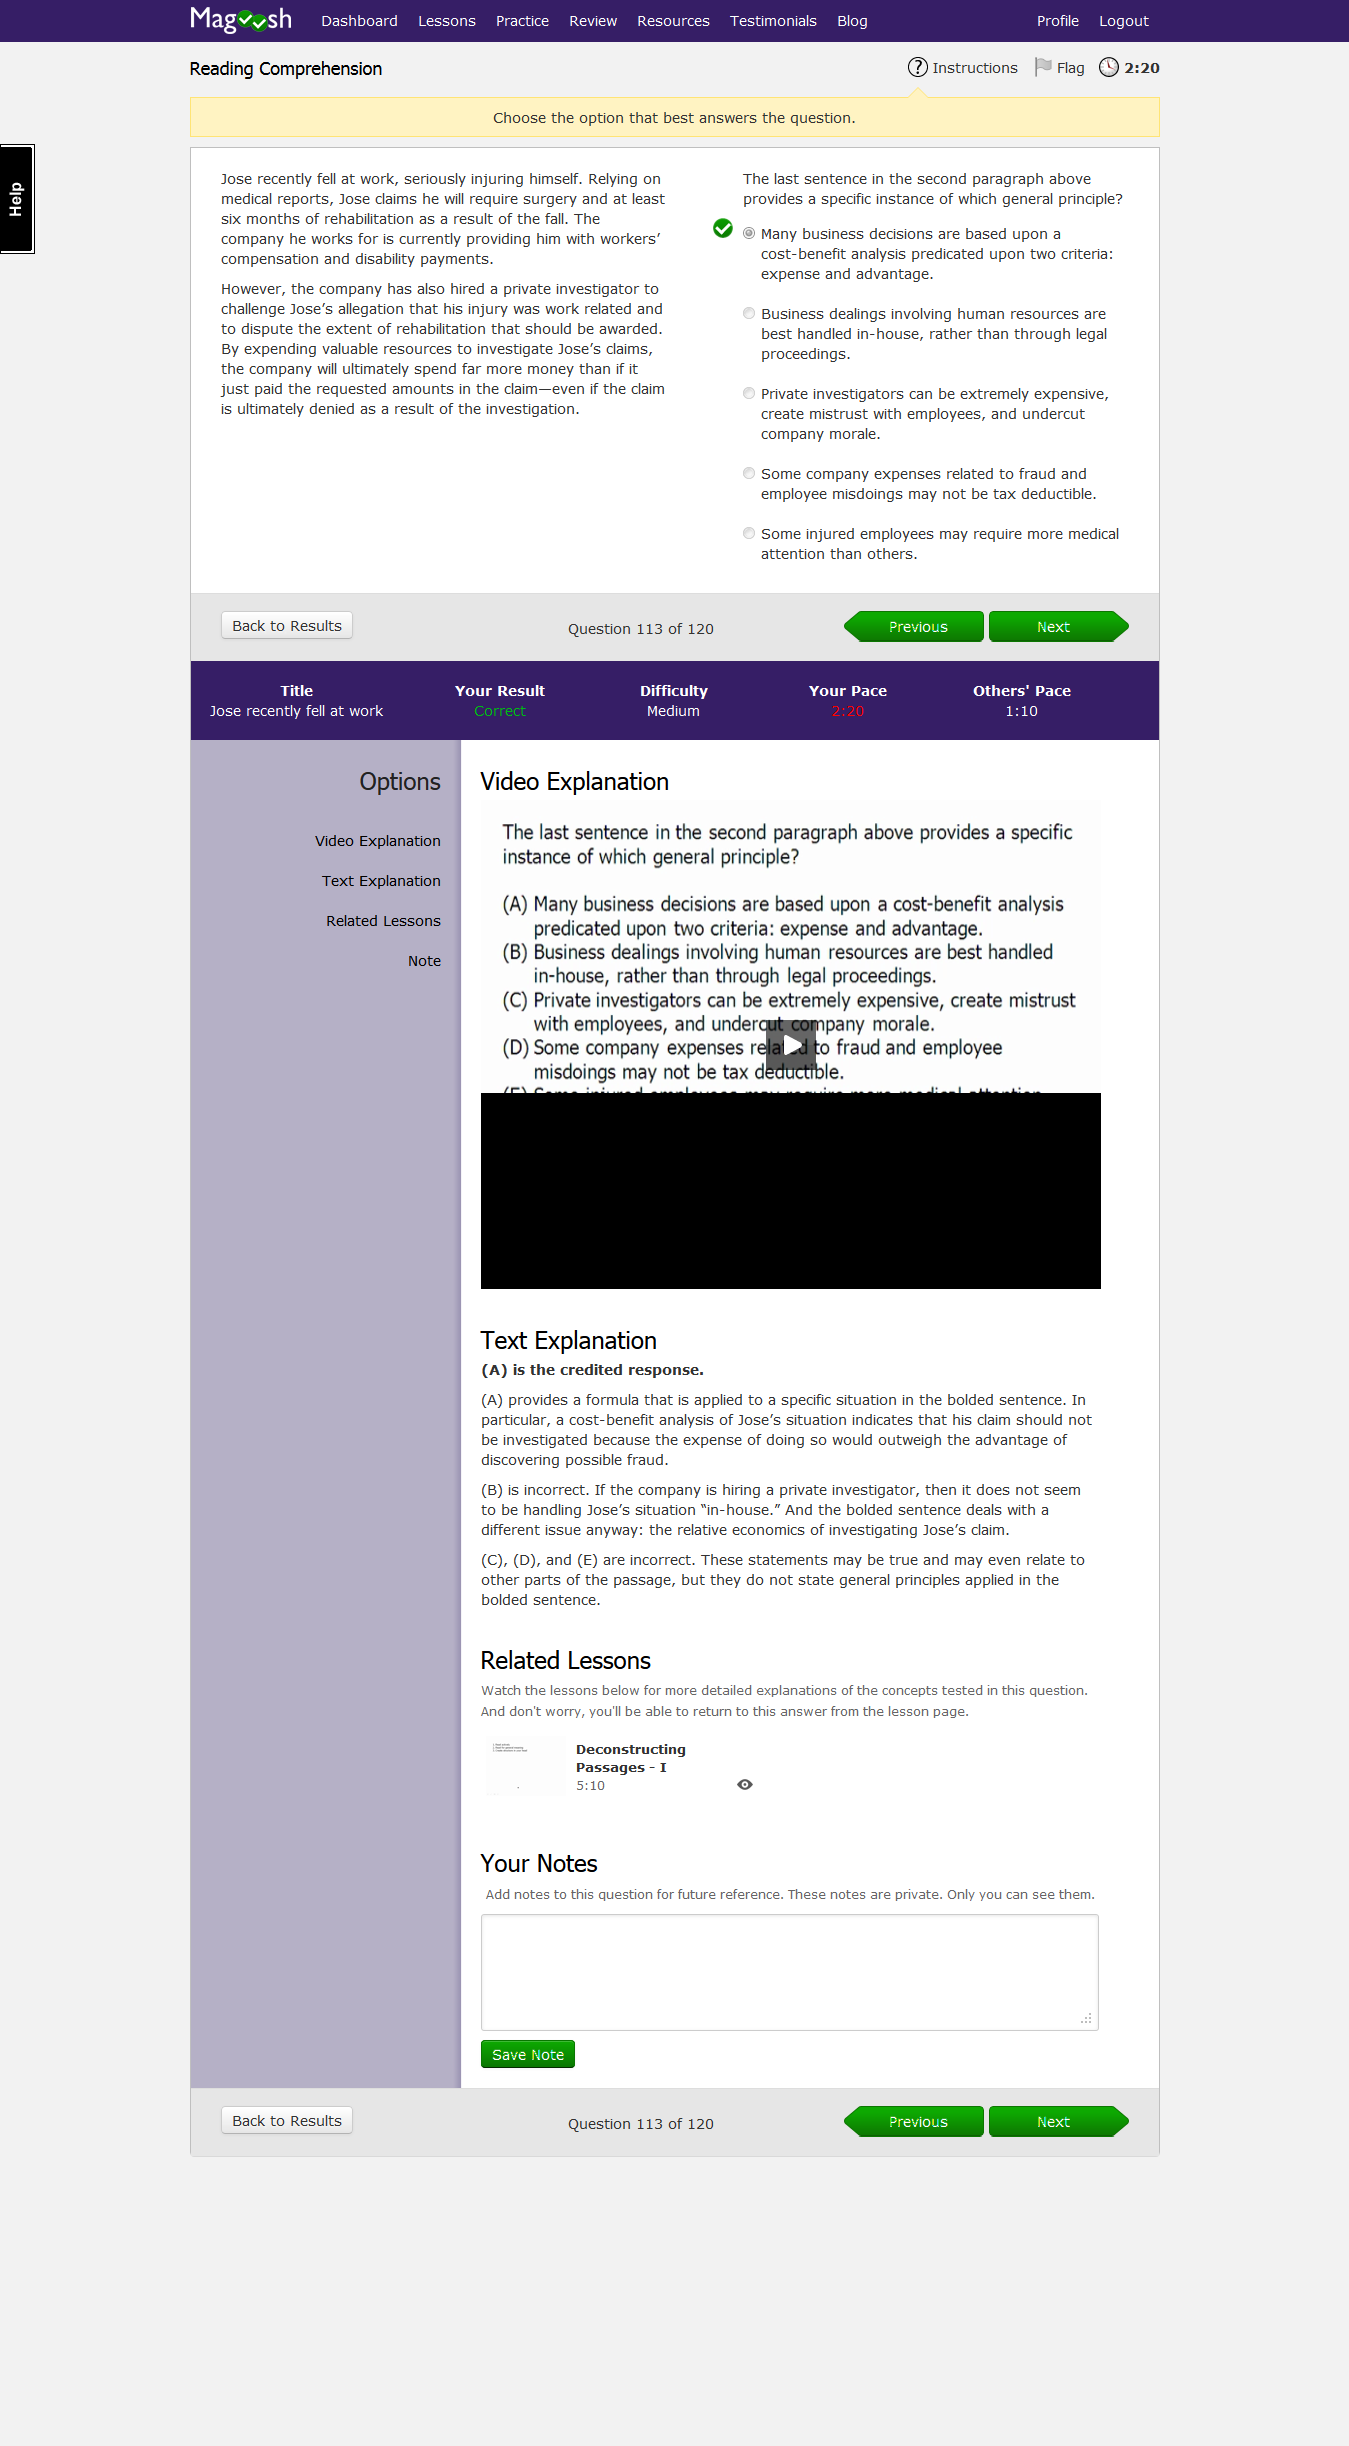 Magoosh Dashboard Lessons Practice Review Resources Testimonials Blog Profile Logout
Reading Comprehension Instructions Flag 2:20
Choose the option that best answers the question.
Help
Jose recently fell at work, seriously injuring himself. Relying on
medical reports, Jose claims he will require surgery and at least
six months of rehabilitation as a result of the fall. The
company he works for is currently providing him with workers’
compensation and disability payments.
However, the company has also hired a private investigator to
challenge Jose’s allegation that his injury was work related and
to dispute the extent of rehabilitation that should be awarded.
By expending valuable resources to investigate Jose’s claims,
the company will ultimately spend far more money than if it
just paid the requested amounts in the claim—even if the claim
is ultimately denied as a result of the investigation.
The last sentence in the second paragraph above
provides a specific instance of which general principle?
Many business decisions are based upon a
cost-benefit analysis predicated upon two criteria:
expense and advantage.
Business dealings involving human resources are
best handled in-house, rather than through legal
proceedings.
Private investigators can be extremely expensive,
create mistrust with employees, and undercut
company morale.
Some company expenses related to fraud and
employee misdoings may not be tax deductible.
Some injured employees may require more medical
attention than others.
Back to Results Question 113 of 120 Previous Next
Title Your Result Difficulty Your Pace Others' Pace
Jose recently fell at work Correct Medium 2:20 1:10
Options
Video Explanation
Text Explanation
Related Lessons
Note
Video Explanation
The last sentence in the second paragraph above provides a specific
instance of which general principle?
(A) Many business decisions are based upon a cost-benefit analysis
predicated upon two criteria: expense and advantage.
(B) Business dealings involving human resources are best handled
in-house, rather than through legal proceedings.
(C) Private investigators can be extremely expensive, create mistrust
with employees, and undercut company morale.
(D) Some company expenses related to fraud and employee
misdoings may not be tax deductible.
(E) Some injured employees may require more medical attention
Text Explanation
(A) is the credited response.
(A) provides a formula that is applied to a specific situation in the bolded sentence. In
particular, a cost-benefit analysis of Jose’s situation indicates that his claim should not
be investigated because the expense of doing so would outweigh the advantage of
discovering possible fraud.
(B) is incorrect. If the company is hiring a private investigator, then it does not seem
to be handling Jose’s situation “in-house.” And the bolded sentence deals with a
different issue anyway: the relative economics of investigating Jose’s claim.
(C), (D), and (E) are incorrect. These statements may be true and may even relate to
other parts of the passage, but they do not state general principles applied in the
bolded sentence.
Related Lessons
Watch the lessons below for more detailed explanations of the concepts tested in this question.
And don't worry, you'll be able to return to this answer from the lesson page.
Deconstructing
Passages - I
5:10
Your Notes
Add notes to this question for future reference. These notes are private. Only you can see them.
Save Note
Back to Results Question 113 of 120 Previous Next